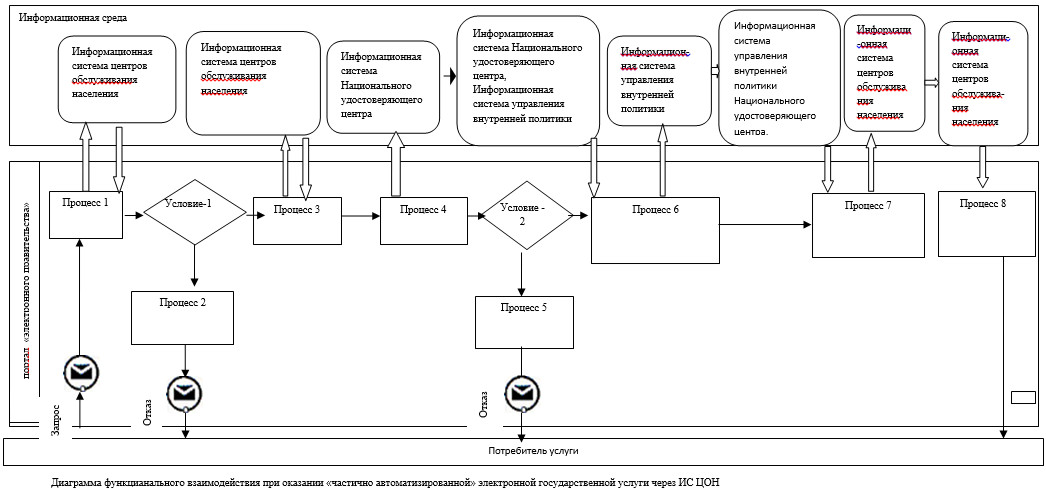 Информационная среда
Информационная
система центров
обслуживания
населения
Информационная
система центров
обслуживания
населения
Информационная
система
Национального
удостоверяющего
центра
Информационная
система Национального
удостоверяющего
центра,
Информационная
система управления
внутренней политики
Информацион-
ная система
управления
внутренней
политики
Информационная
система
управления
внутренней
политики
Национального
удостоверяющего
центоа.
Информаци
-онная
система
центров
обслужива
ния
населения
Информаци-
онная
система
центров
обслужива-
ния
населения
поотал «электронного поавительства»
Процесс 1
Условие-1
Процесс 3
Процесс 4
Условие -
2
Процесс 6
Процесс 7
Процесс 8
Процесс 2
Процесс 5
Запрос
Отказ
Отказ
Потребитель услуги
Диаграмма функцианального взаимодействия при оказании «частично автоматизированной» электронной государственной услуги через ИС ЦОН